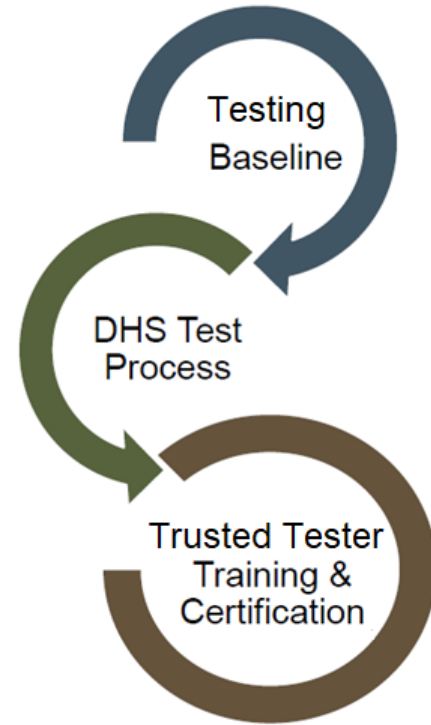 Testing
Baseline
DHS Test
Process
Trusted Tester
Training &
Certification